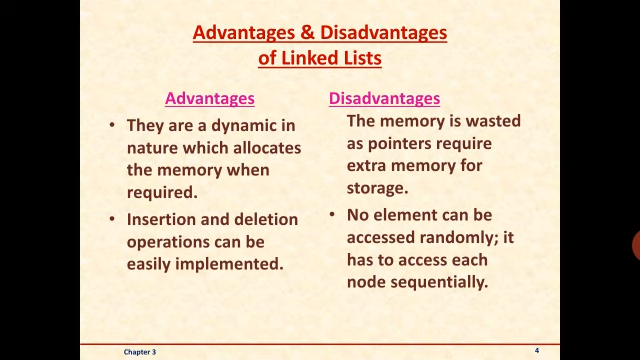 Advantages & Disadvantages
of Linked Lists
Advantages
• They are a dynamic in
nature which allocates
the memory when
required.
• Insertion and deletion
operations can be
easily implemented.
Disadvantages
The memory is wasted
as pointers require
extra memory for
storage.
• No element can be
accessed randomly; it
has to access each
node sequentially.
Chapter 3
4